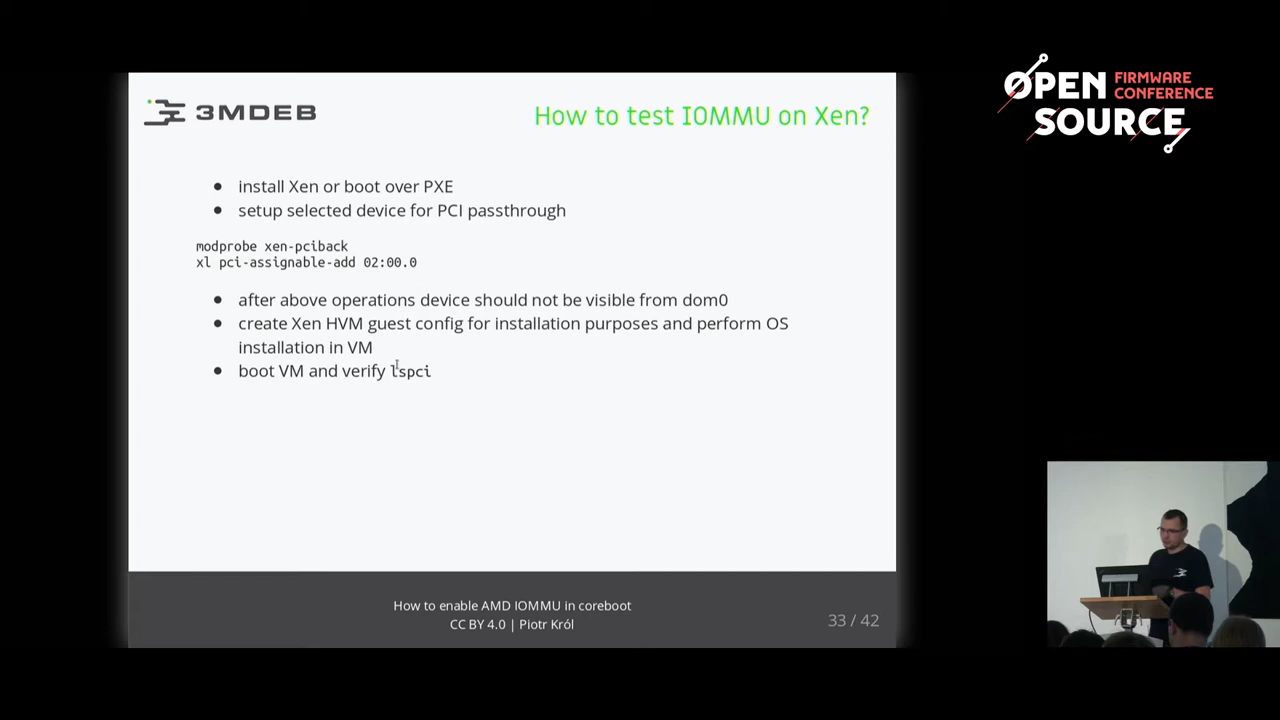 3MDEB
How to test IOMMU on Xen?
OPEN FIRMWARE CONFERENCE
SOURCE
● install Xen or boot over PXE
● setup selected device for PCI passthrough
modprobe xen-pciback
xl pci-assignable-add 02:00.0
● after above operations device should not be visible from dom0
● create Xen HVM guest config for installation purposes and perform OS
installation in VM
● boot VM and verify lspci
How to enable AMD IOMMU in coreboot
CC BY 4.0 | Piotr Król
33 / 42